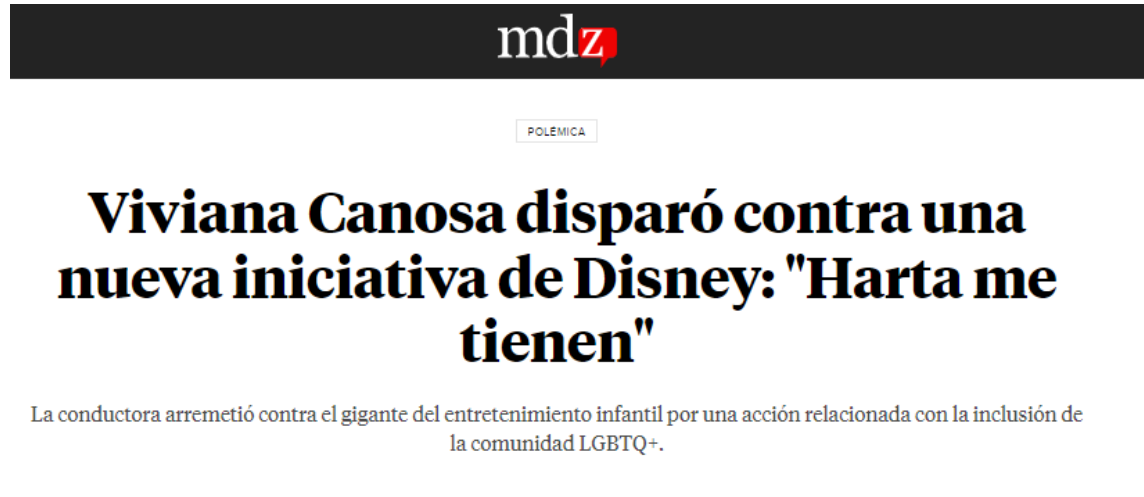 mdz
POLÉMICA
Viviana Canosa disparó contra una
nueva iniciativa de Disney: "Harta me
tienen"
La conductora arremetió contra el gigante del entretenimiento infantil por una acción relacionada con la inclusión de
la comunidad LGBTQ+.